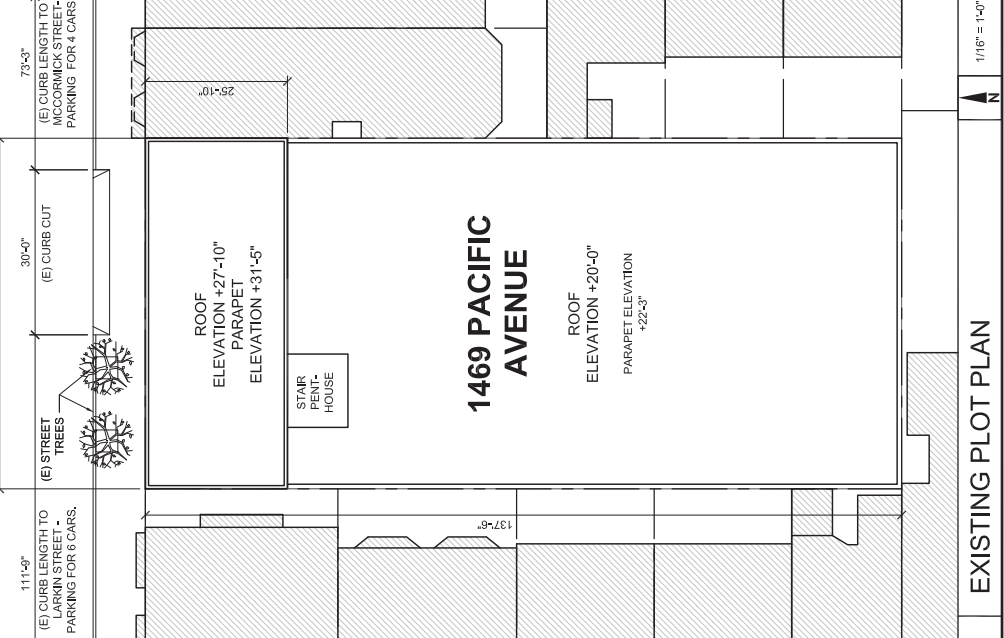 111'-9"
(E) CURB LENGTH TO
LARKIN STREET -
PARKING FOR 6 CARS.
(E) STREET
TREES
30'-0"
(E) CURB CUT
73'-3"
(E) CURB LENGTH TO
MCCORMICK STREET-
PARKING FOR 4 CARS
25'-10"
ROOF
ELEVATION +27'-10"
PARAPET
ELEVATION +31'-5"
STAIR
PENT-
HOUSE
1469 PACIFIC
AVENUE
ROOF
ELEVATION +20'-0"
PARAPET ELEVATION
+22'-3"
137'-6"
EXISTING PLOT PLAN
N
1/16" = 1'-0"